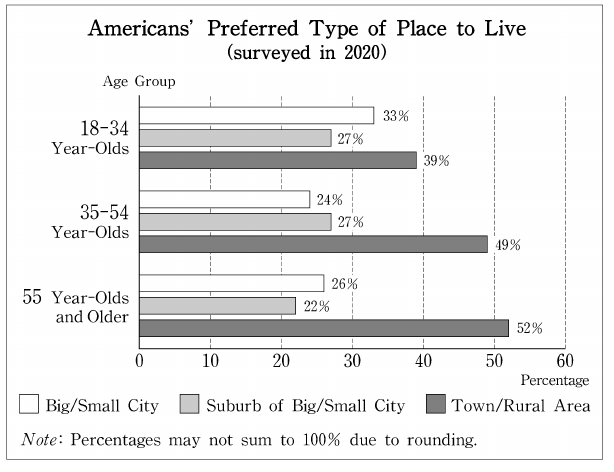 Americans' Preferred Type of Place to Live
(surveyed in 2020)
Age Group
18-34
Year-Olds
33%
27%
39%
35-54
Year-Olds
24%
27%
49%
55 Year-Olds
and Older
26%
22%
52%
0 10 20 30 40 50 60
Percentage
Big/Small City Suburb of Big/Small City Town/Rural Area
Note: Percentages may not sum to 100% due to rounding.